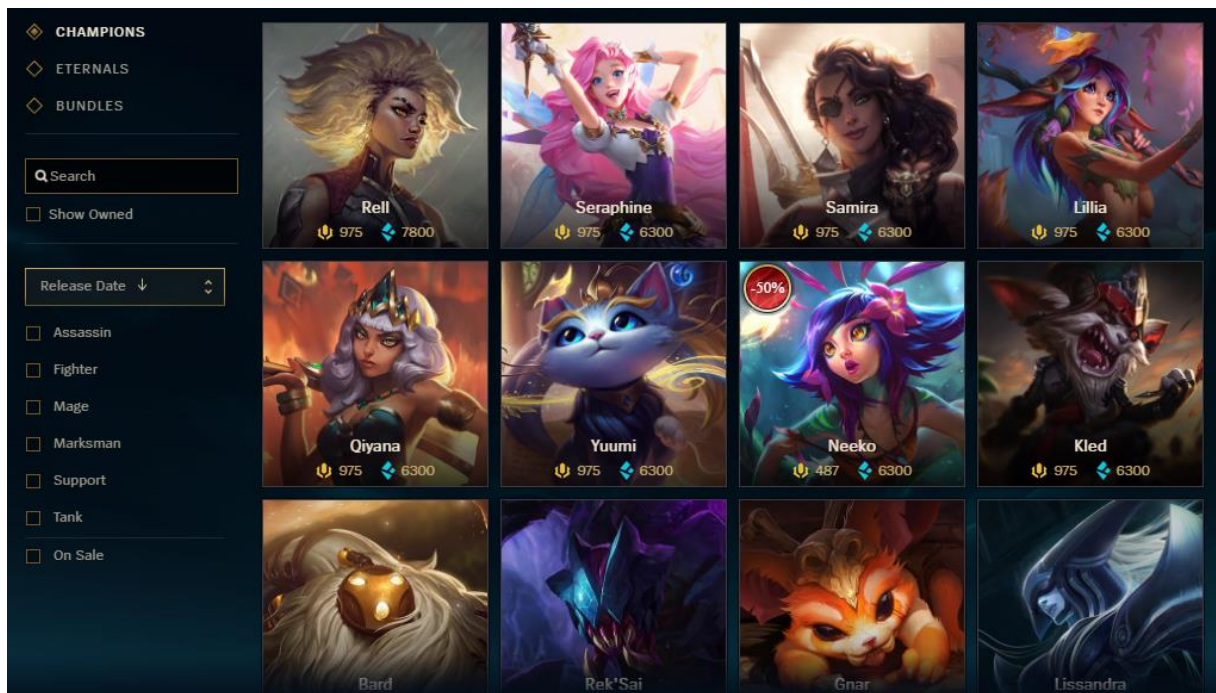 CHAMPIONS
ETERNALS
BUNDLES
Search
Show Owned
Release Date ↓
Assassin
Fighter
Mage
Marksman
Support
Tank
On Sale
Rell
975 7800
Seraphine
975 6300
Samira
975 6300
Lillia
975 6300
Qiyana
975 6300
Yuumi
975 6300
-50%
Neeko
487 6300
Kled
975 6300
Bard
Rek'Sai
Gnar
Lissandra